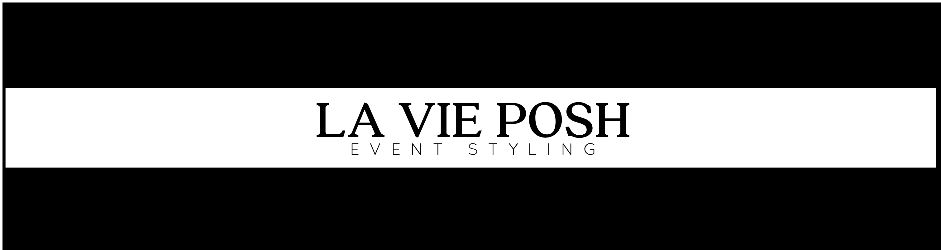 LA VIE POSH
EVENT STYLING